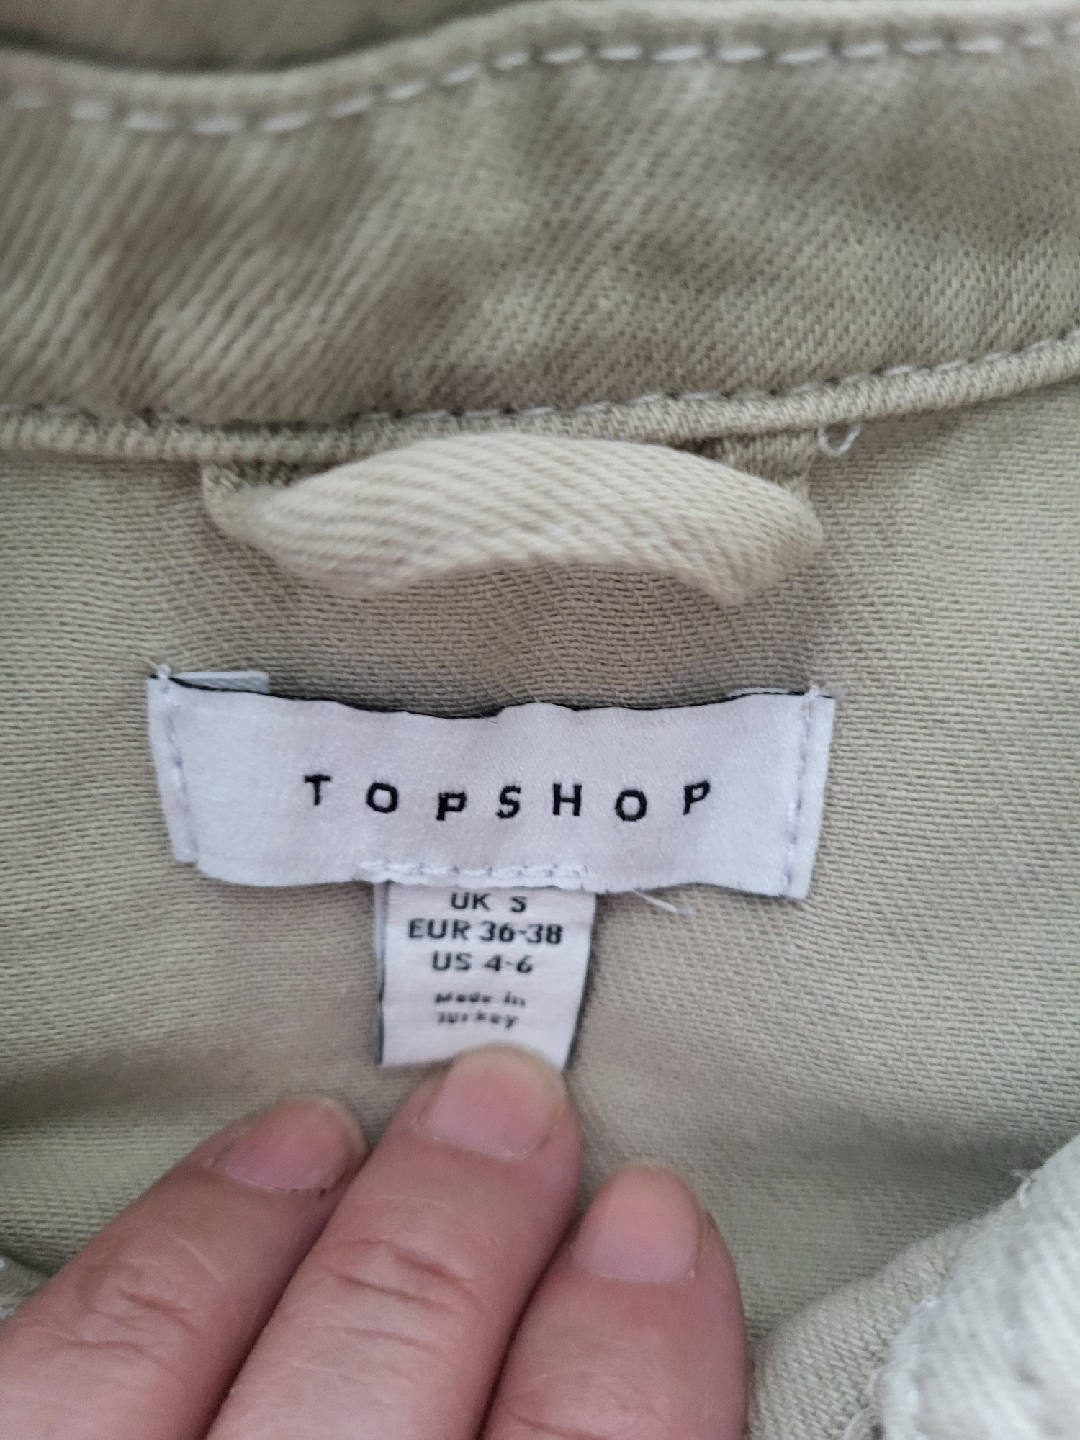 TOPSHOP
UK S
EUR 36-38
US 4-6
Made in
Turkey